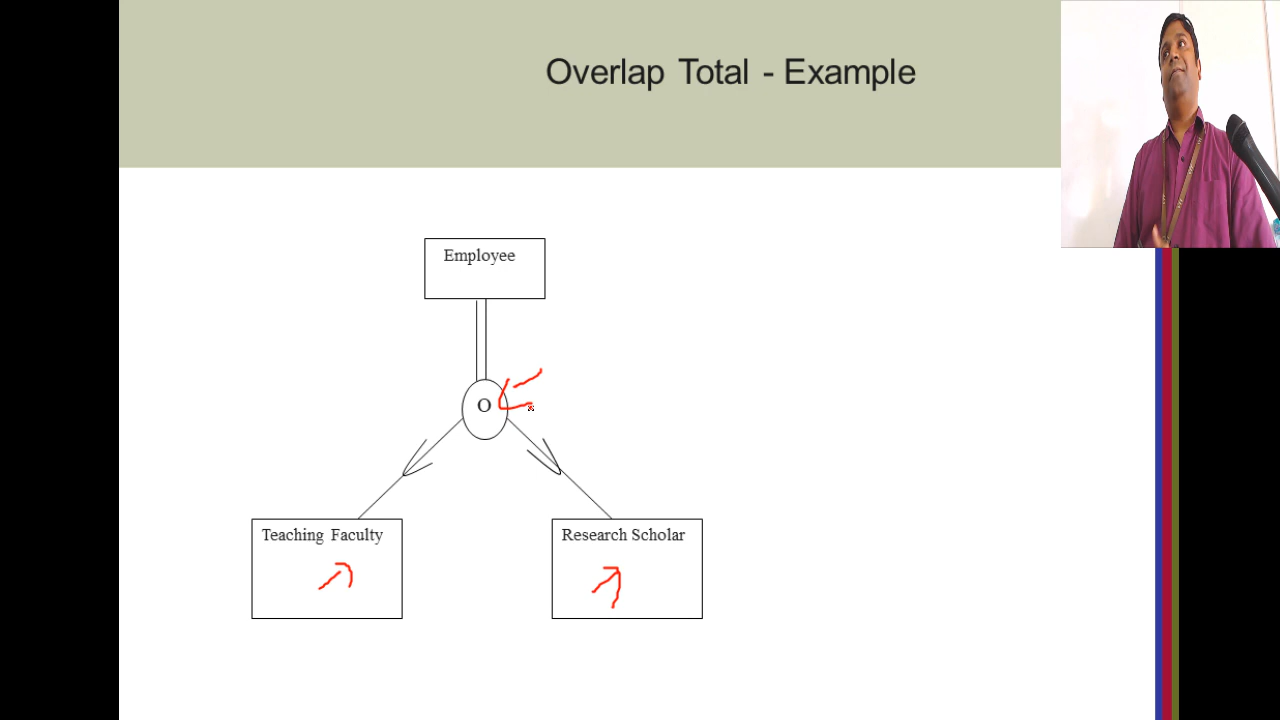 Overlap Total - Example
Employee
O
Teaching Faculty
Research Scholar